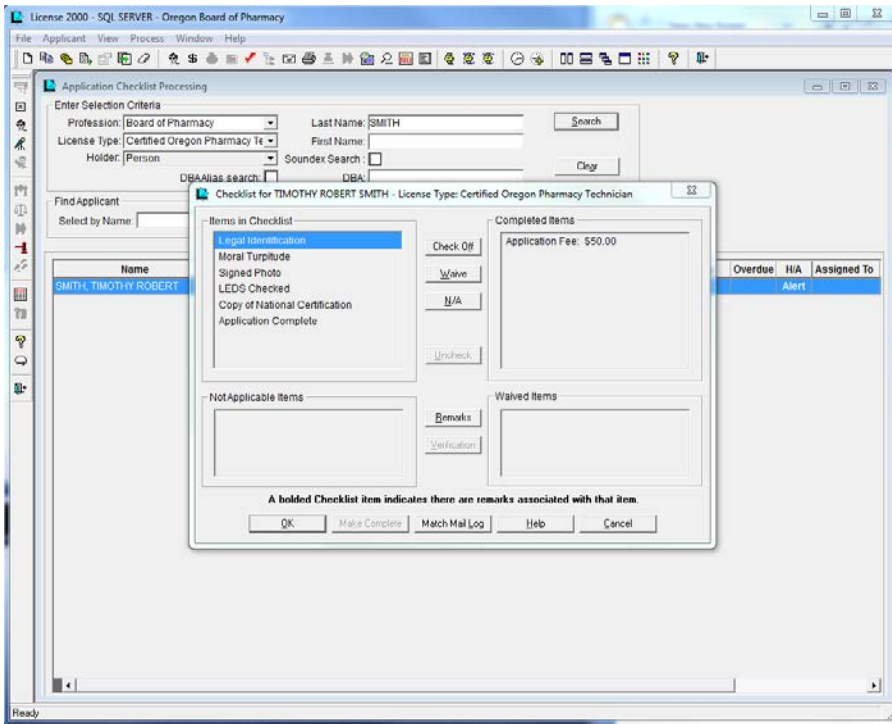 License 2000 - SQL SERVER - Oregon Board of Pharmacy
File Applicant View Process Window Help
Application Checklist Processing
Enter Selection Criteria
Profession: Board of Pharmacy Last Name: SMITH Search
License Type: Certified Oregon Pharmacy Te First Name:
Holder: Person Soundex Search : Clear
DBAAlias search: DBA:
Find Applicant
Select by Name:
Name Overdue H/A Assigned To
SMITH, TIMOTHY ROBERT Alert
Checklist for TIMOTHY ROBERT SMITH - License Type: Certified Oregon Pharmacy Technician
Items in Checklist
Legal Identification
Moral Turpitude
Signed Photo
LEDS Checked
Copy of National Certification
Application Complete
Check Off
Waive
N/A
Uncheck
Completed Items
Application Fee: $50.00
Not Applicable Items
Remarks
Verification
Waived Items
A bolded Checklist item indicates there are remarks associated with that item.
OK Make Complete Match Mail Log Help Cancel
Ready